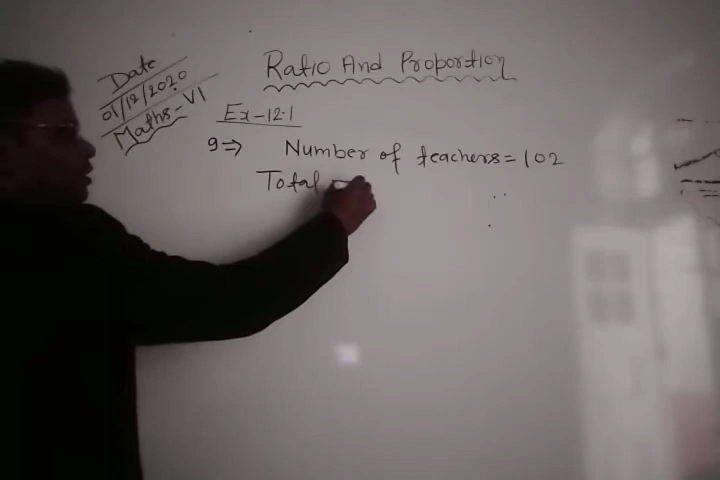 Date
01/12/2020
Maths-VI
Ratio And Proportion
Ex-12.1
9⇒ Number of teachers = 102
Total